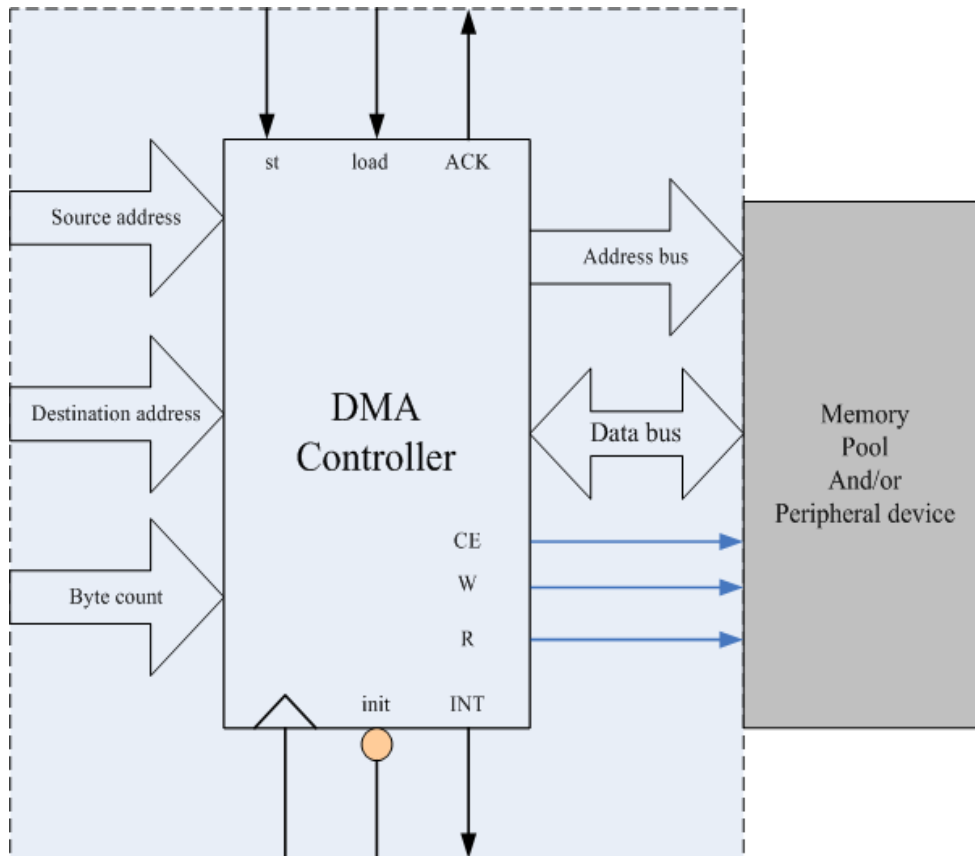 st load ACK
Source address
Address bus
Destination address
DMA
Controller
Data bus
Memory
Pool
And/or
Peripheral device
CE
W
Byte count
R
init INT